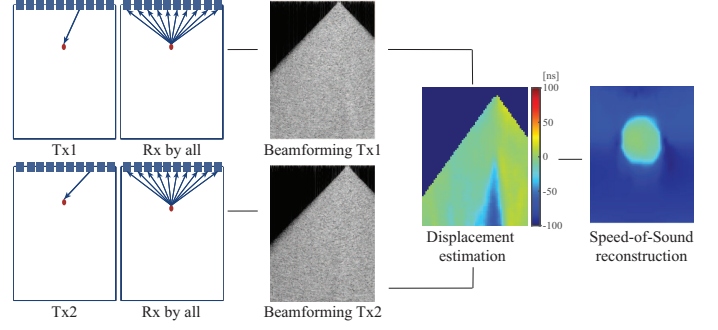 Tx1
Rx by all
Beamforming Tx1
[ns]
100
50
0
-50
-100
Displacement
estimation
Speed-of-Sound
reconstruction
Tx2
Rx by all
Beamforming Tx2